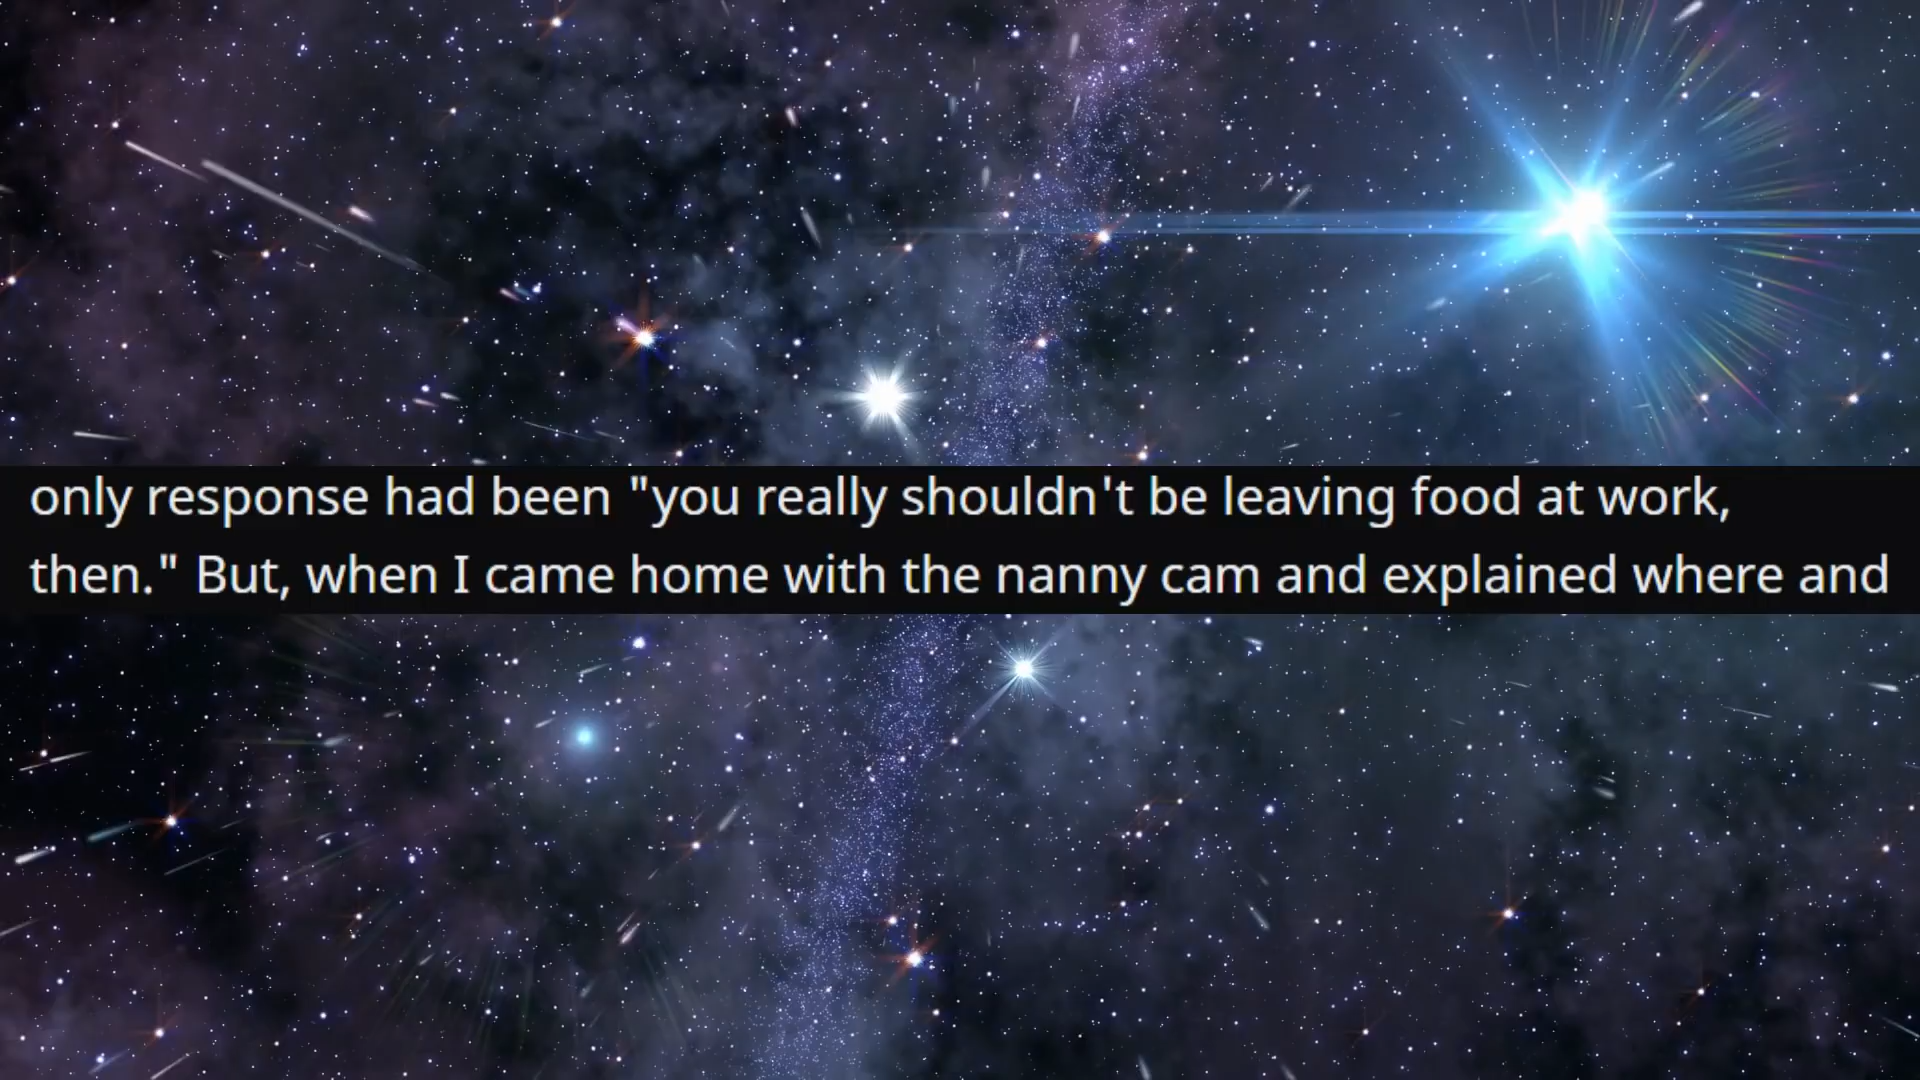 only response had been "you really shouldn't be leaving food at work,
then." But, when I came home with the nanny cam and explained where and